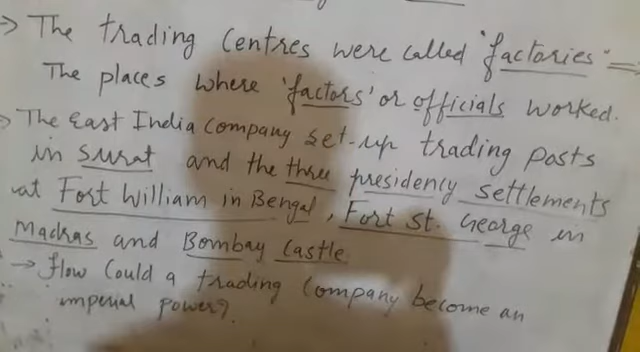 → The trading Centres were called "factories" =
The places where 'factors' or officials worked.
→ The East India Company set-up trading posts
in Surat and the three presidency settlements
at Fort William in Bengal, Fort St. George in
Madras and Bombay Castle
→ How Could a trading Company become an
imperial power?